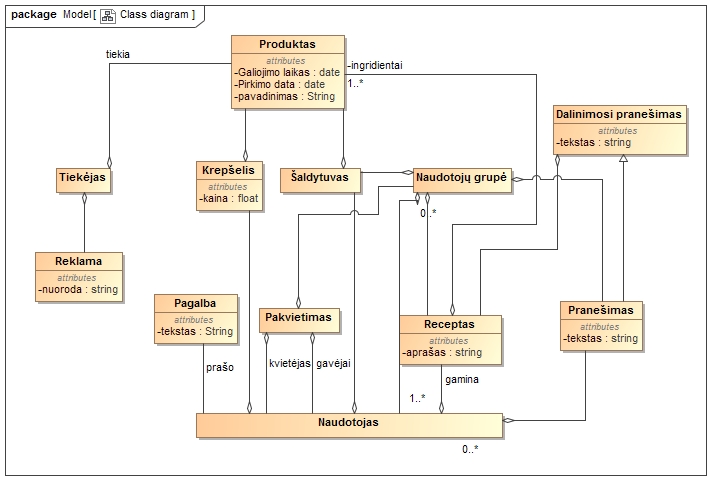 package Model[ Class diagram ]
Produktas
attributes
-Galiojimo laikas : date
-Pirkimo data : date
-pavadinimas : String
tiekia
-ingridientai
1..*
Dalinimosi pranešimas
attributes
-tekstas : string
Tiekėjas
Krepšelis
attributes
-kaina : float
Šaldytuvas
Naudotojų grupė
0..*
Reklama
attributes
-nuoroda : string
Pagalba
attributes
-tekstas : String
Pakvietimas
Receptas
attributes
-aprašas : string
Pranešimas
attributes
-tekstas : string
prašo
kvietėjas
gavėjai
gamina
1..*
Naudotojas
0..*